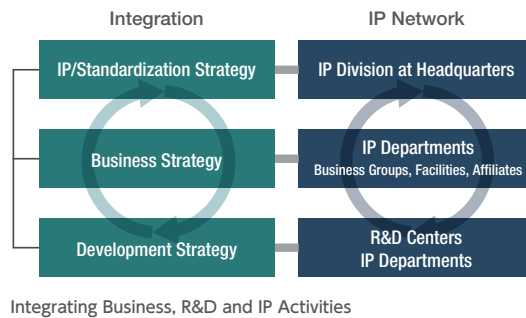 Integration
IP Network
IP/Standardization Strategy
IP Division at Headquarters
Business Strategy
IP Departments
Business Groups, Facilities, Affiliates
Development Strategy
R&D Centers
IP Departments
Integrating Business, R&D and IP Activities